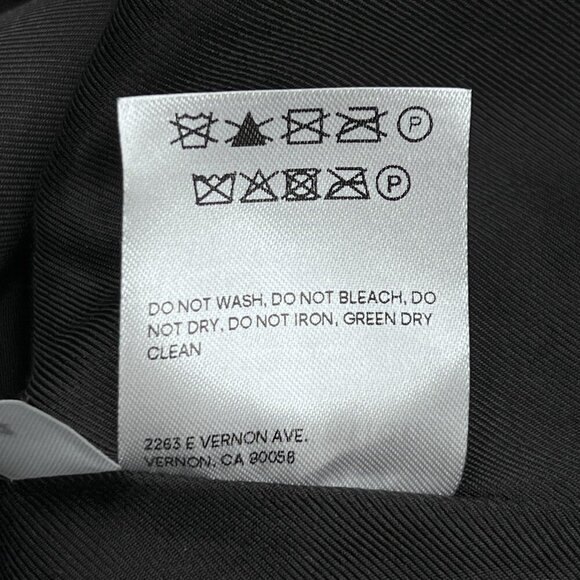 P
P
DO NOT WASH, DO NOT BLEACH, DO
NOT DRY, DO NOT IRON, GREEN DRY
CLEAN
2263 E VERNON AVE.
VERNON, CA 90058